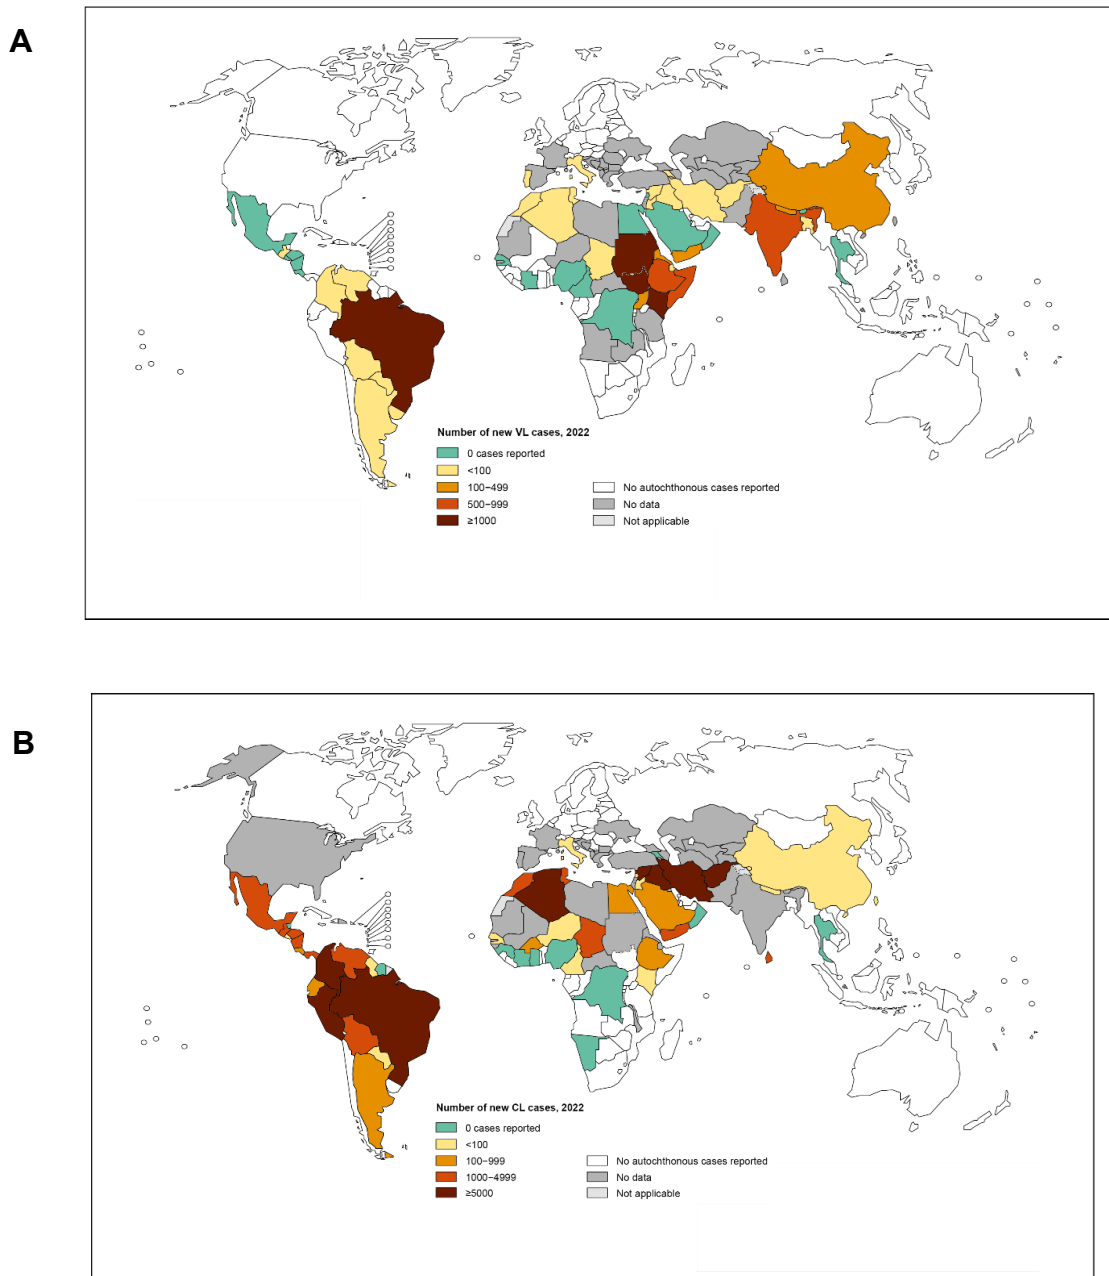 A
Number of new VL cases, 2022
0 cases reported
<100
100–499
500–999
≥1000
No autochthonous cases reported
No data
Not applicable
B
Number of new CL cases, 2022
0 cases reported
<100
100–999
1000–4999
≥5000
No autochthonous cases reported
No data
Not applicable